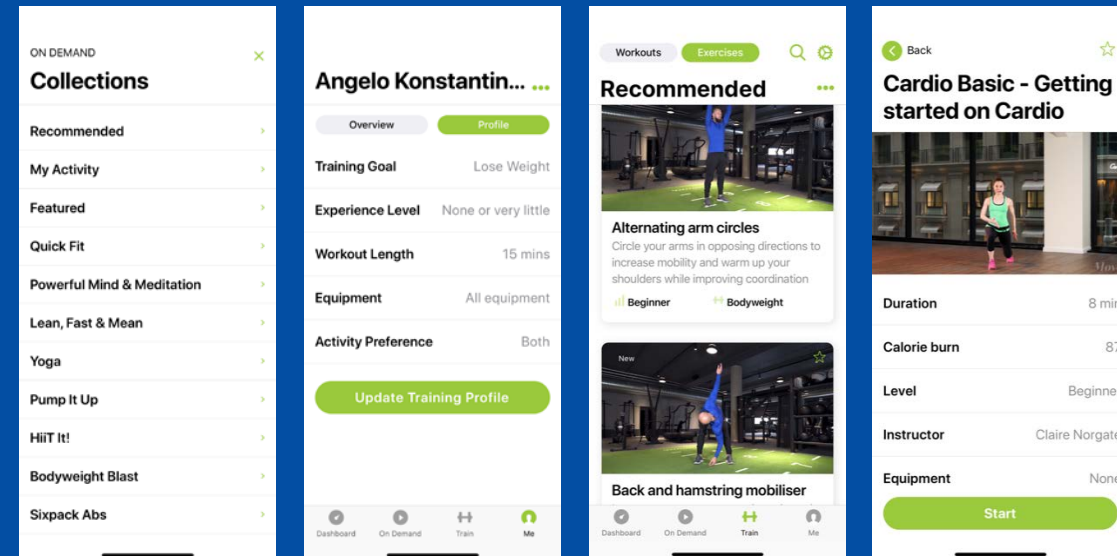 ON DEMAND
Collections
Recommended
My Activity
Featured
Quick Fit
Powerful Mind & Meditation
Lean, Fast & Mean
Yoga
Pump It Up
HiiT It!
Bodyweight Blast
Sixpack Abs
Angelo Konstantin...
Overview Profile
Training Goal Lose Weight
Experience Level None or very little
Workout Length 15 mins
Equipment All equipment
Activity Preference Both
Update Training Profile
Dashboard On Demand Train Me
Workouts Exercises
Recommended
Alternating arm circles
Circle your arms in opposing directions to
increase mobility and warm up your
shoulders while improving coordination
Beginner Bodyweight
New
Back and hamstring mobiliser
Dashboard On Demand Train Me
Back
Cardio Basic - Getting
started on Cardio
Duration 8 min
Calorie burn 87
Level Beginne
Instructor Claire Norgate
Equipment None
Start